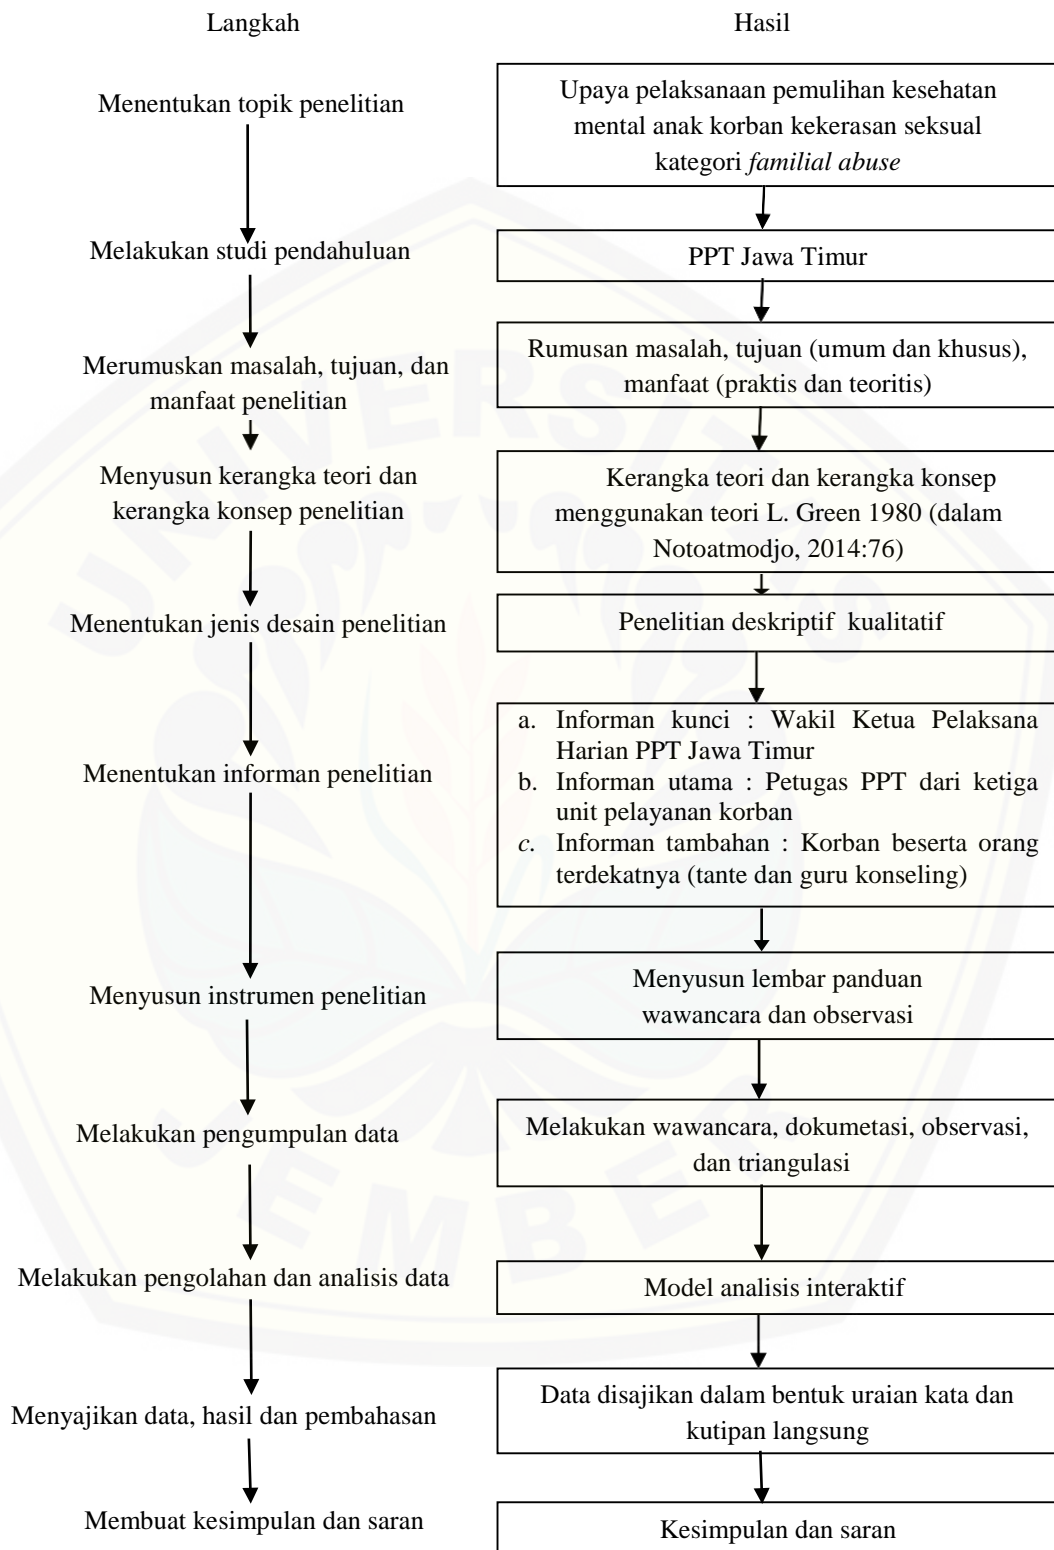 Langkah
Hasil
Menentukan topik penelitian
Upaya pelaksanaan pemulihan kesehatan
mental anak korban kekerasan seksual
kategori familial abuse
Melakukan studi pendahuluan
PPT Jawa Timur
Merumuskan masalah, tujuan, dan
manfaat penelitian
Rumusan masalah, tujuan (umum dan khusus),
manfaat (praktis dan teoritis)
Menyusun kerangka teori dan
kerangka konsep penelitian
Kerangka teori dan kerangka konsep
menggunakan teori L. Green 1980 (dalam
Notoatmodjo, 2014:76)
Menentukan jenis desain penelitian
Penelitian deskriptif kualitatif
Menentukan informan penelitian
a. Informan kunci : Wakil Ketua Pelaksana
Harian PPT Jawa Timur
b. Informan utama : Petugas PPT dari ketiga
unit pelayanan korban
c. Informan tambahan : Korban beserta orang
terdekatnya (tante dan guru konseling)
Menyusun instrumen penelitian
Menyusun lembar panduan
wawancara dan observasi
Melakukan pengumpulan data
Melakukan wawancara, dokumetasi, observasi,
dan triangulasi
Melakukan pengolahan dan analisis data
Model analisis interaktif
Menyajikan data, hasil dan pembahasan
Data disajikan dalam bentuk uraian kata dan
kutipan langsung
Membuat kesimpulan dan saran
Kesimpulan dan saran
UNIVERSITAS
JEMBER